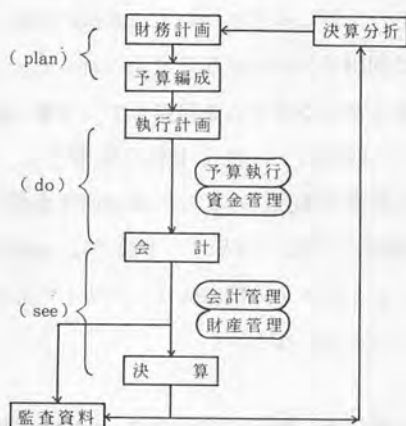 財務計画
決算分折
(plan)
予算編成
執行計画
予算執行
(do)
資金管理
会計
会計管理
(see)
財産管理
決算
監査資料